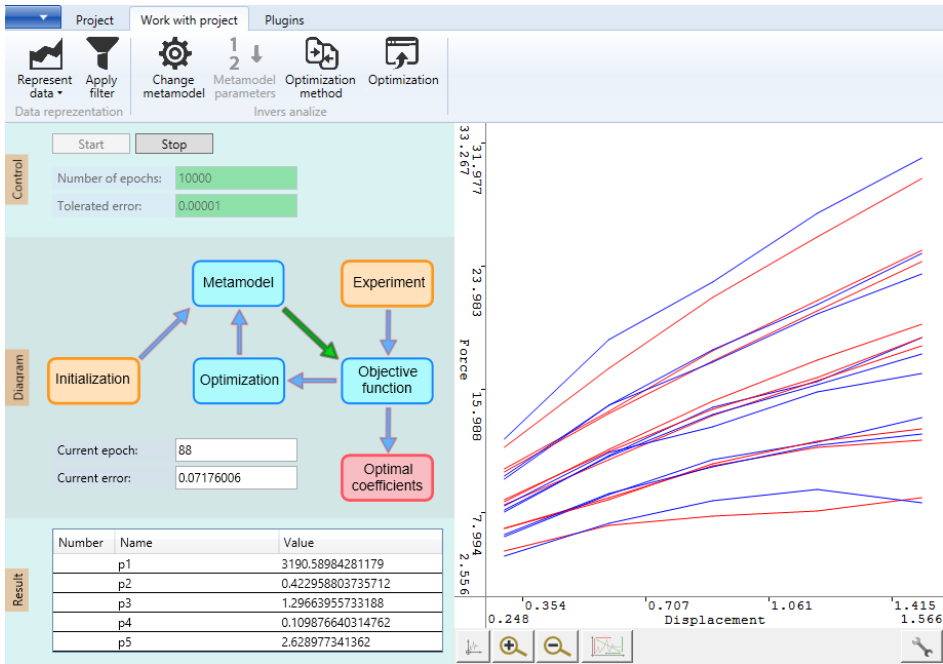 Project Work with project Plugins
Represent data
Apply filter
Change metamodel
1
2
Metamodel parameters
Optimization method
Optimization
Data reprezentation
Invers analize
Control
Start Stop
Number of epochs: 10000
Tolerated error: 0.00001
Diagram
Metamodel
Experiment
Initialization
Optimization
Objective
function
Optimal
coefficients
Current epoch: 88
Current error: 0.07176006
Result
Number Name Value
p1 3190.58984281179
p2 0.422958803735712
p3 1.29663955733188
p4 0.109876640314762
p5 2.628977341362
33.267
31.977
23.983
Force
15.988
7.994
2.556
0.354 0.707 1.061 1.415
0.248 Displacement 1.566